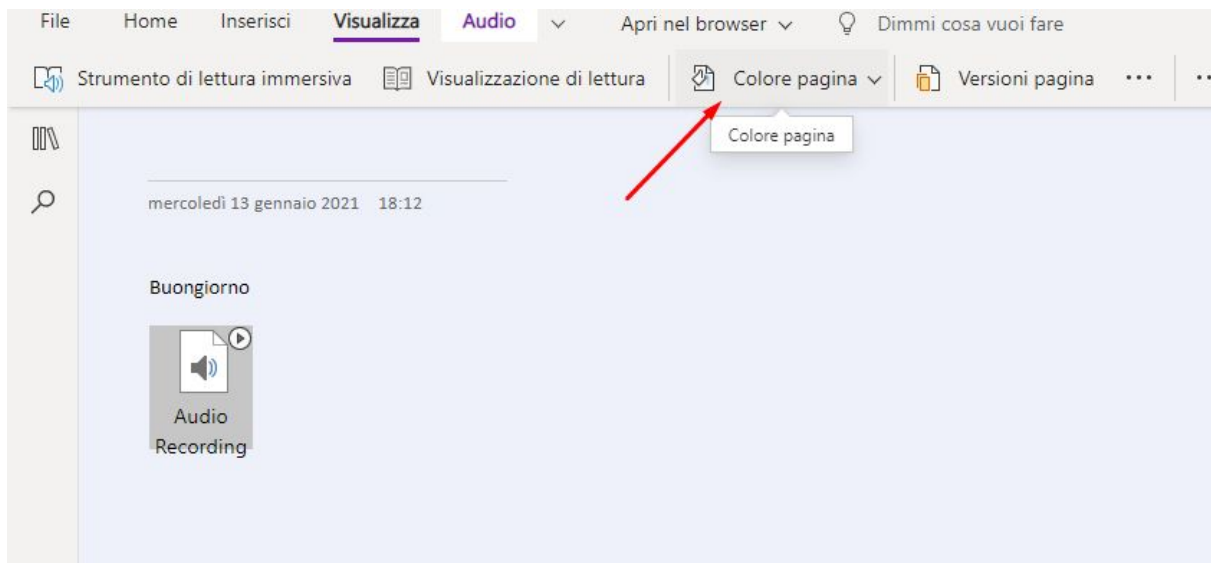 File Home Inserisci Visualizza Audio Apri nel browser Dimmi cosa vuoi fare
Strumento di lettura immersiva Visualizzazione di lettura Colore pagina Versioni pagina ... ..
Colore pagina
mercoledì 13 gennaio 2021 18:12
Buongiorno
Audio
Recording